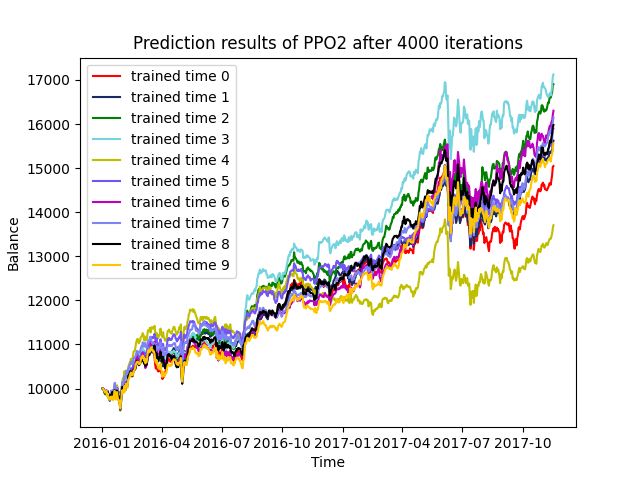 Prediction results of PPO2 after 4000 iterations
trained time 0
trained time 1
trained time 2
trained time 3
trained time 4
trained time 5
trained time 6
trained time 7
trained time 8
trained time 9
17000
16000
15000
14000
13000
12000
11000
10000
Balance
2016-01 2016-04 2016-07 2016-10 2017-01 2017-04 2017-07 2017-10
Time